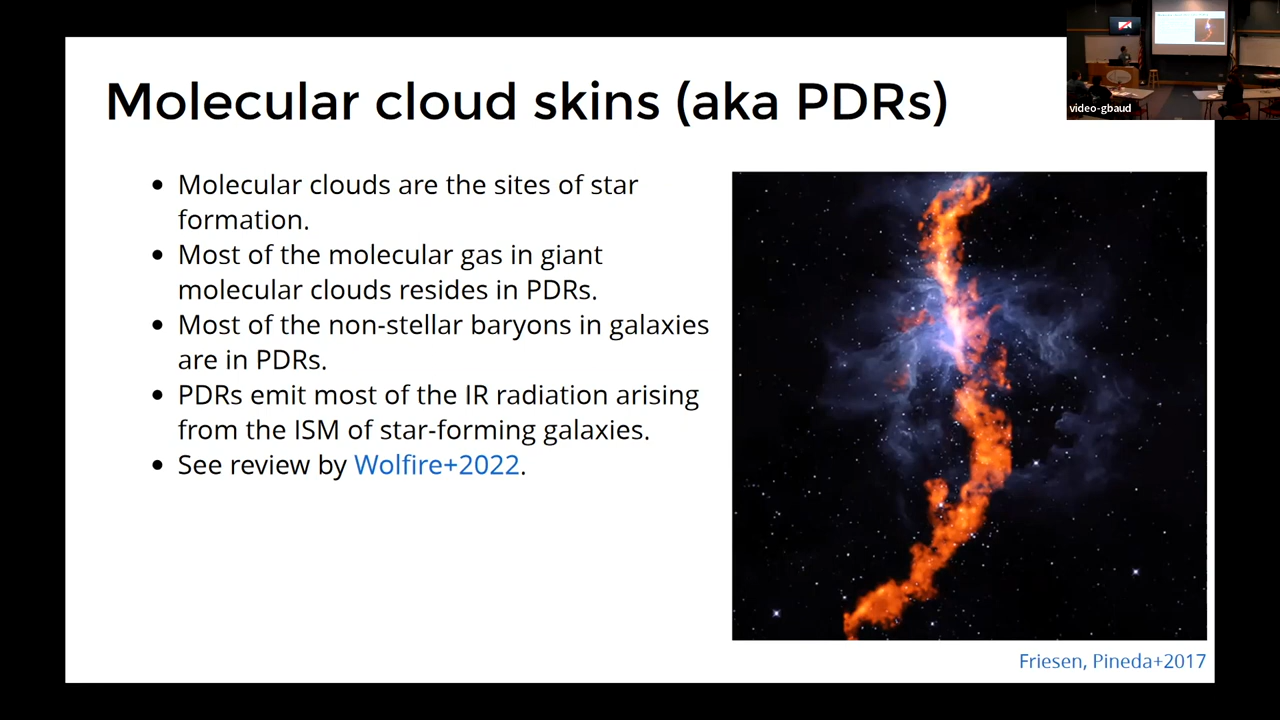 Molecular cloud skins (aka PDRs)
video-gbaud
• Molecular clouds are the sites of star
formation.
• Most of the molecular gas in giant
molecular clouds resides in PDRs.
• Most of the non-stellar baryons in galaxies
are in PDRs.
• PDRs emit most of the IR radiation arising
from the ISM of star-forming galaxies.
• See review by Wolfire+2022.
Friesen, Pineda+2017